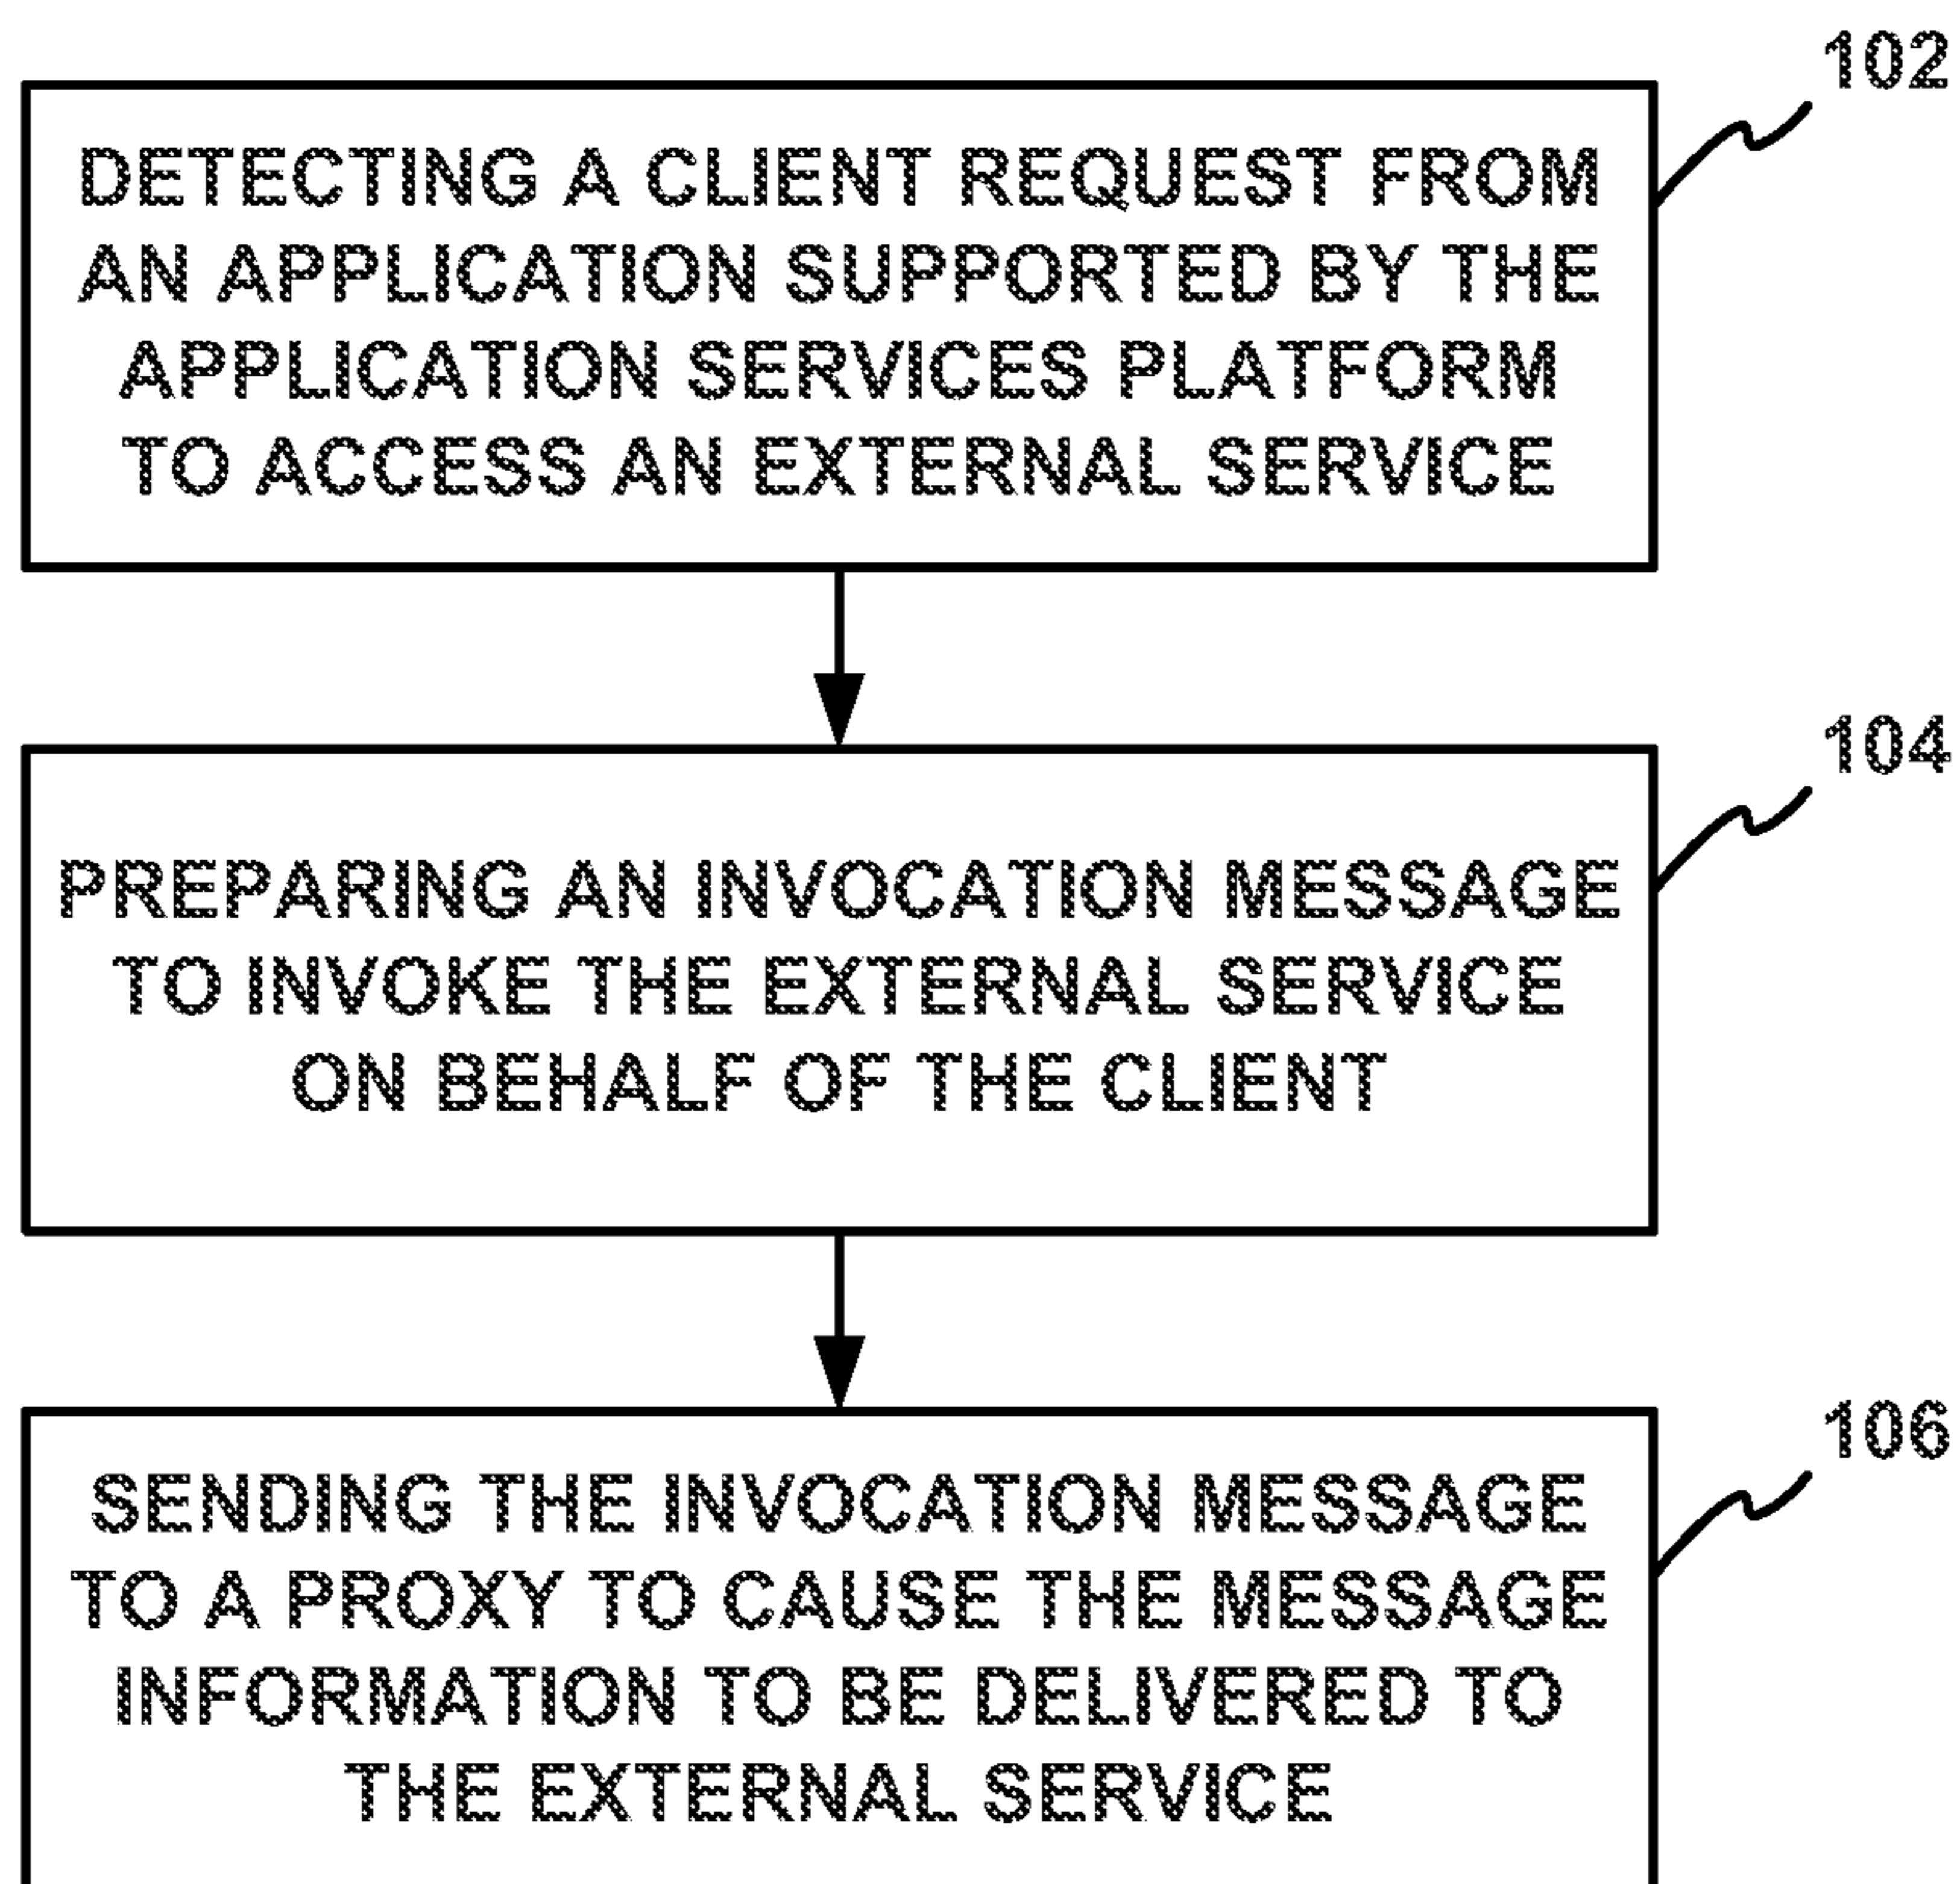 102
DETECTING A CLIENT REQUEST FROM
AN APPLICATION SUPPORTED BY THE
APPLICATION SERVICES PLATFORM
TO ACCESS AN EXTERNAL SERVICE
104
PREPARING AN INVOCATION MESSAGE
TO INVOKE THE EXTERNAL SERVICE
ON BEHALF OF THE CLIENT
106
SENDING THE INVOCATION MESSAGE
TO A PROXY TO CAUSE THE MESSAGE
INFORMATION TO BE DELIVERED TO
THE EXTERNAL SERVICE